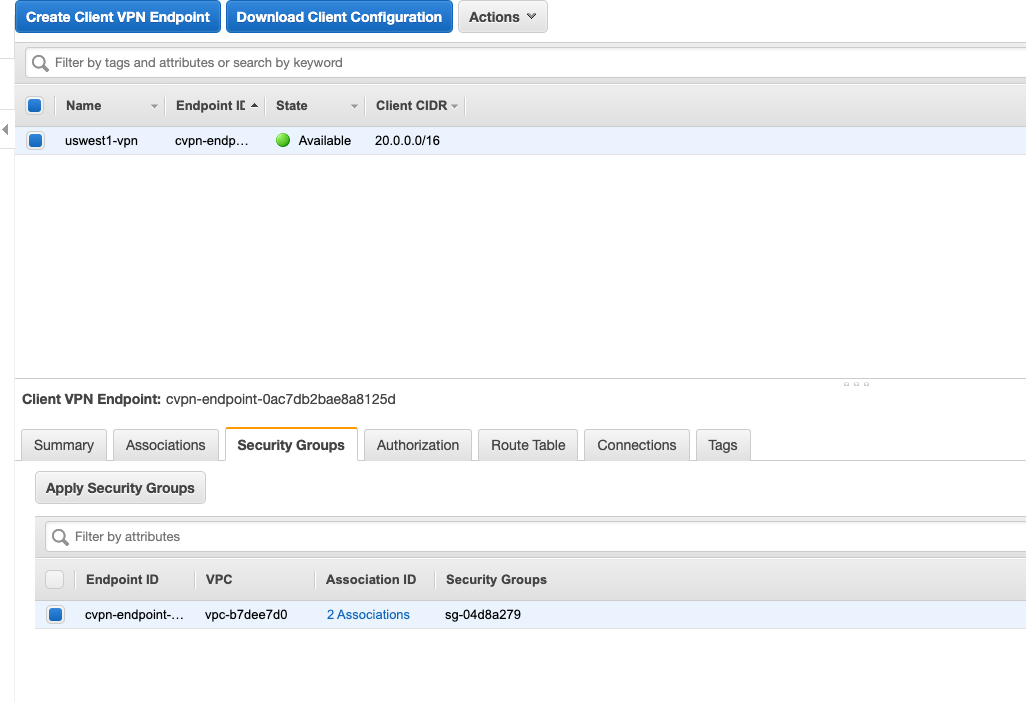 Create Client VPN Endpoint Download Client Configuration Actions
Filter by tags and attributes or search by keyword
Name Endpoint ID State Client CIDR
uswest1-vpn cvpn-endp… Available 20.0.0.0/16
Client VPN Endpoint: cvpn-endpoint-0ac7db2bae8a8125d
Summary Associations Security Groups Authorization Route Table Connections Tags
Apply Security Groups
Filter by attributes
Endpoint ID VPC Association ID Security Groups
cvpn-endpoint-… vpc-b7dee7d0 2 Associations sg-04d8a279